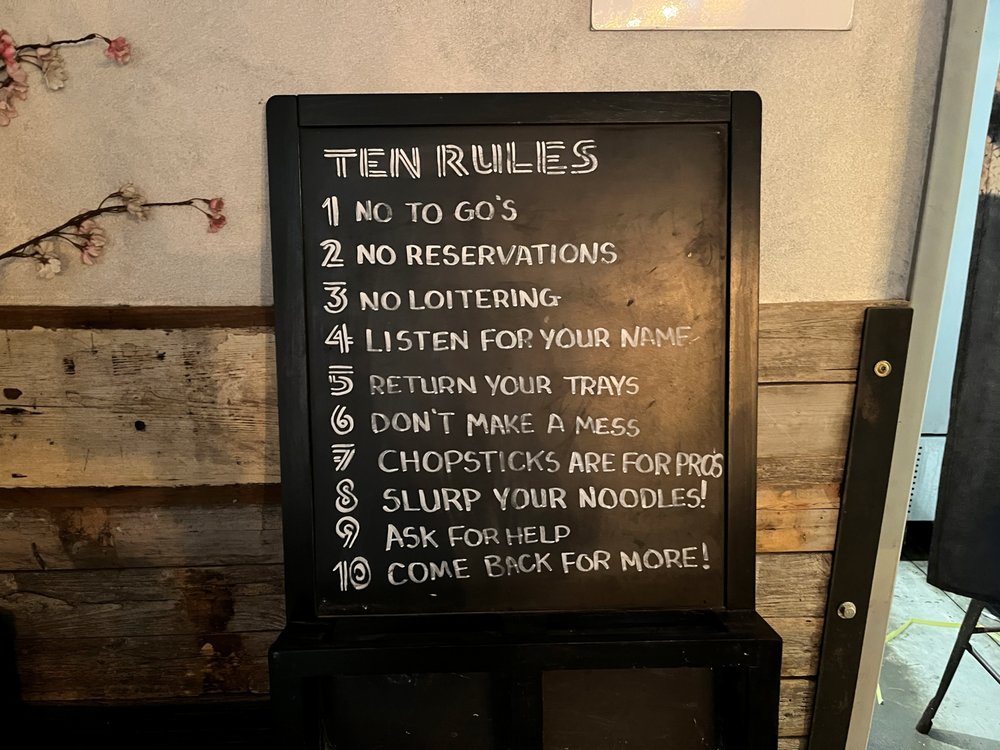 TEN RULES
1 NO TO GO'S
2 NO RESERVATIONS
3 NO LOITERING
4 LISTEN FOR YOUR NAME
5 RETURN YOUR TRAYS
6 DON'T MAKE A MESS
7 CHOPSTICKS ARE FOR PRO'S
8 SLURP YOUR NOODLES!
9 ASK FOR HELP
10 COME BACK FOR MORE!